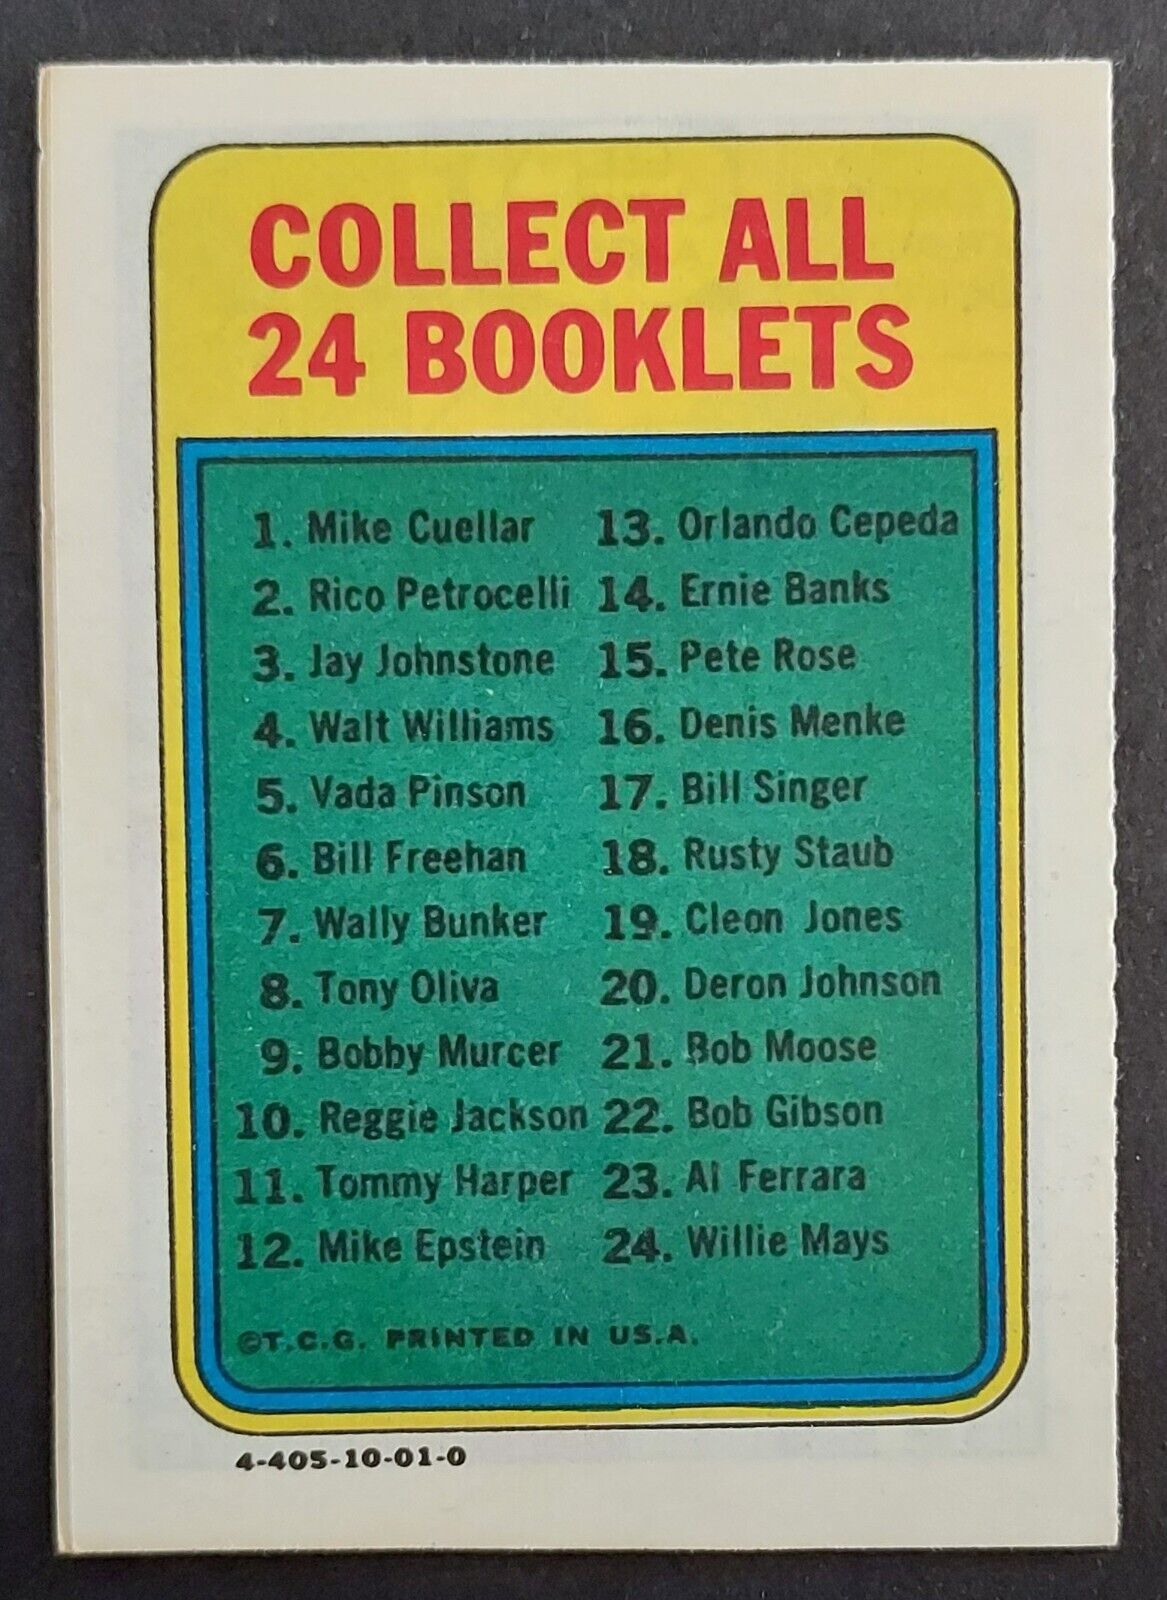 COLLECT ALL
24 BOOKLETS
1. Mike Cuellar
2. Rico Petrocelli
3. Jay Johnstone
4. Walt Williams
5. Vada Pinson
6. Bill Freehan
7. Wally Bunker
8. Tony Oliva
9. Bobby Murcer
10. Reggie Jackson
11. Tommy Harper
12. Mike Epstein
13. Orlando Cepeda
14. Ernie Banks
15. Pete Rose
16. Denis Menke
17. Bill Singer
18. Rusty Staub
19. Cleon Jones
20. Deron Johnson
21. Bob Moose
22. Bob Gibson
23. Al Ferrara
24. Willie Mays
©T.C.G. PRINTED IN U.S.A.
4-405-10-01-0